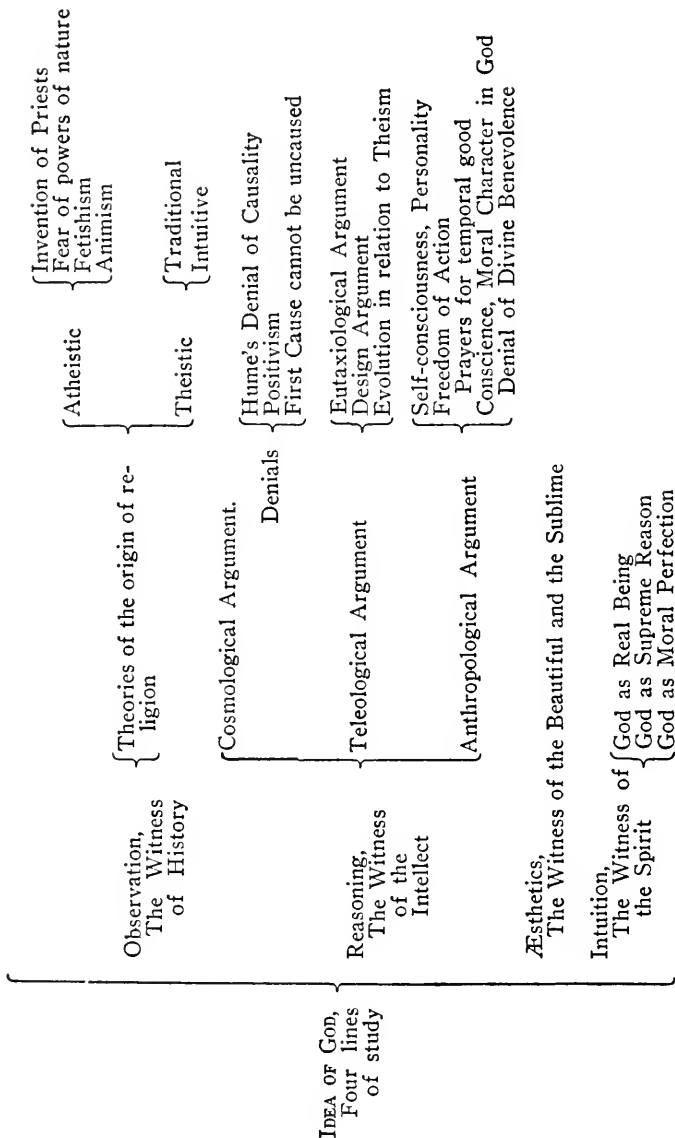 IDEA OF GOD,
Four lines
of study
Observation,
The Witness
of History
Theories of the origin of re-
ligion
Atheistic
Invention of Priests
Fear of powers of nature
Fetishism
Animism
Theistic
Traditional
Intuitive
Reasoning,
The Witness
of the
Intellect
Cosmological Argument.
Denials
Hume's Denial of Causality
Positivism
First Cause cannot be uncaused
Teleological Argument
Eutaxiological Argument
Design Argument
Evolution in relation to Theism
Anthropological Argument
Self-consciousness, Personality
Freedom of Action
Prayers for temporal good
Conscience, Moral Character in God
Denial of Divine Benevolence
Æsthetics,
The Witness of the Beautiful and the Sublime
Intuition,
The Witness of
the Spirit
God as Real Being
God as Supreme Reason
God as Moral Perfection